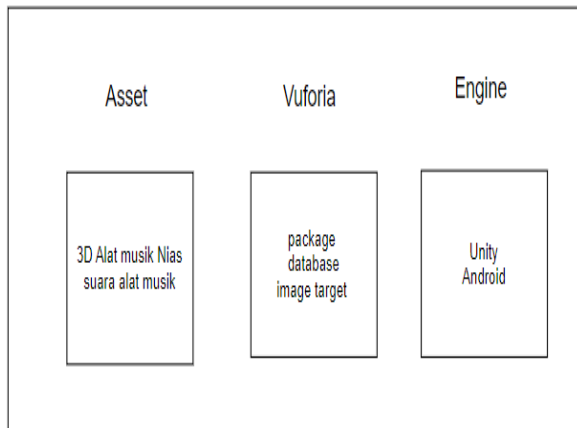 Asset
Vuforia
Engine
3D Alat musik Nias
suara alat musik
package
database
image target
Unity
Android